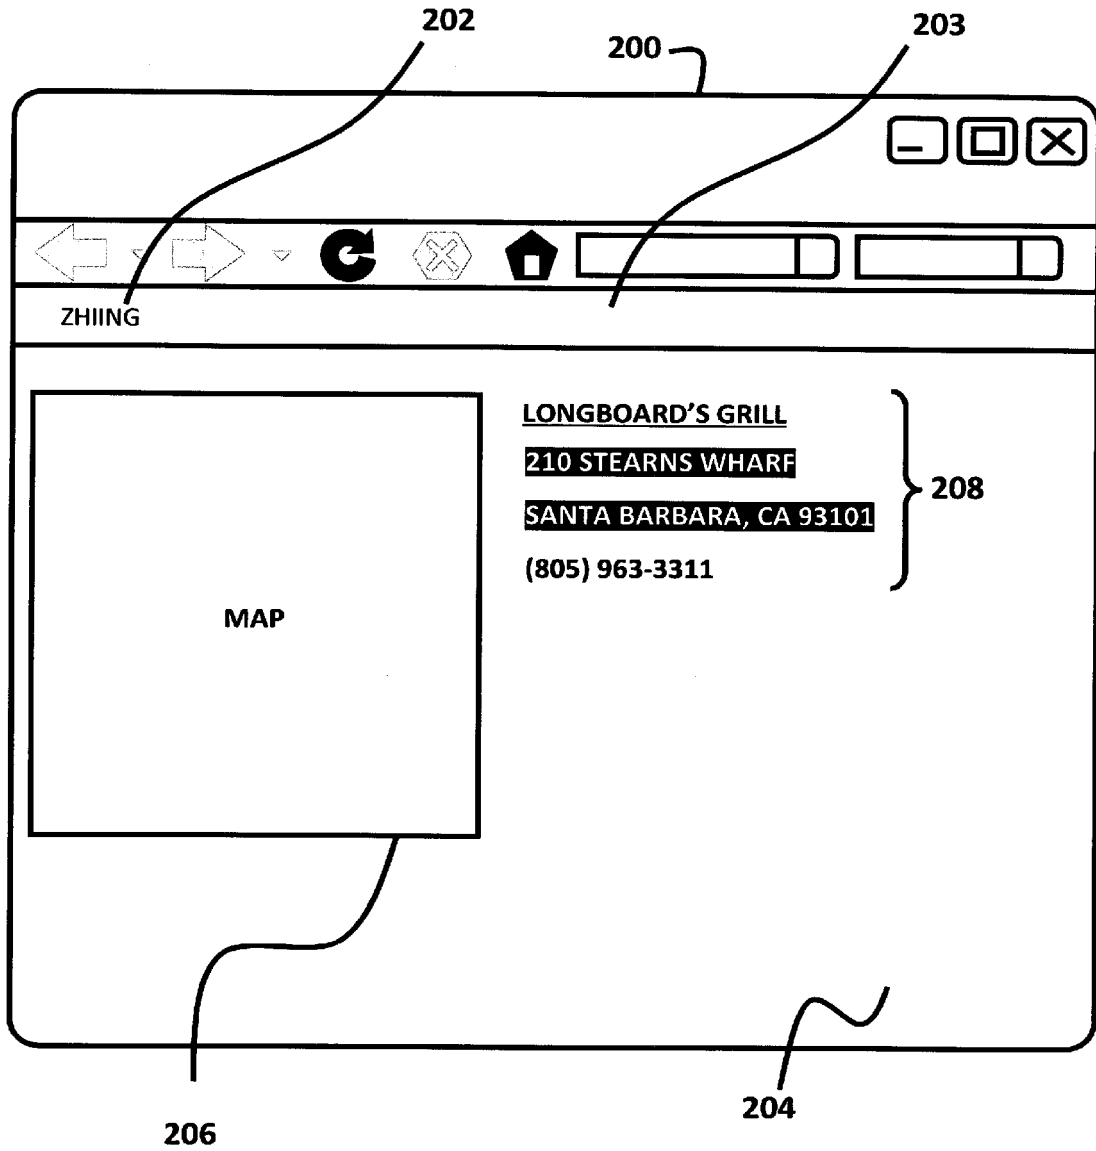 202
200
203
ZHIING
LONGBOARD'S GRILL
210 STEARNS WHARF
SANTA BARBARA, CA 93101
(805) 963-3311
208
MAP
204
206